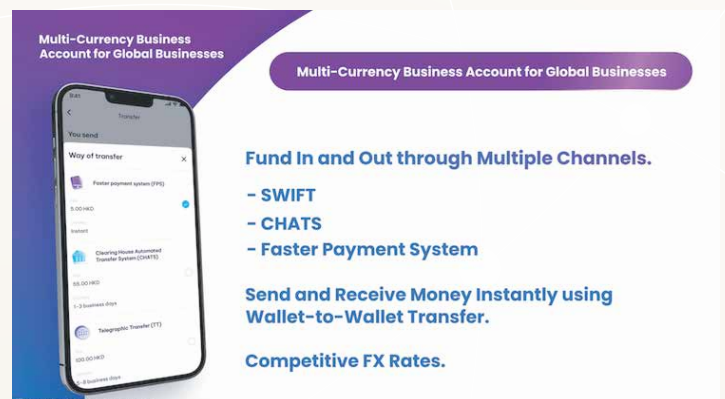 Multi-Currency Business
Account for Global Businesses
Multi-Currency Business Account for Global Businesses
9:41
Transfer
You send
Way of transfer
Faster payment system (FPS)
5.00 HKD
Instant
Clearing House Automated
Transfer System (CHATS)
55.00 HKD
1-3 business days
Telegraphic Transfer (TT)
100.00 HKD
business days
Fund In and Out through Multiple Channels.
- SWIFT
- CHATS
- Faster Payment System
Send and Receive Money Instantly using
Wallet-to-Wallet Transfer.
Competitive FX Rates.